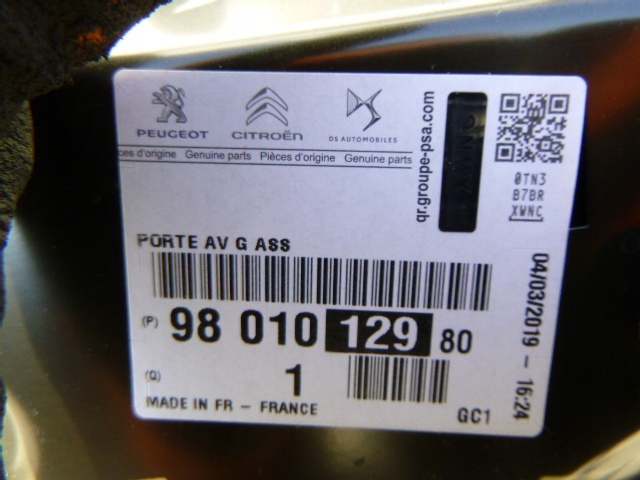 PEUGEOT CITROËN DS AUTOMOBILES
ces d'origine Genuine parts Pièces d'origine Genuine parts
qr.groupe-psa.com
0TN3
B7BR
XWNC
PORTE AV G ASS
(P) 98 010 129 80
(Q) 1
MADE IN FR - FRANCE
GC1
04/03/2019 - 16:24